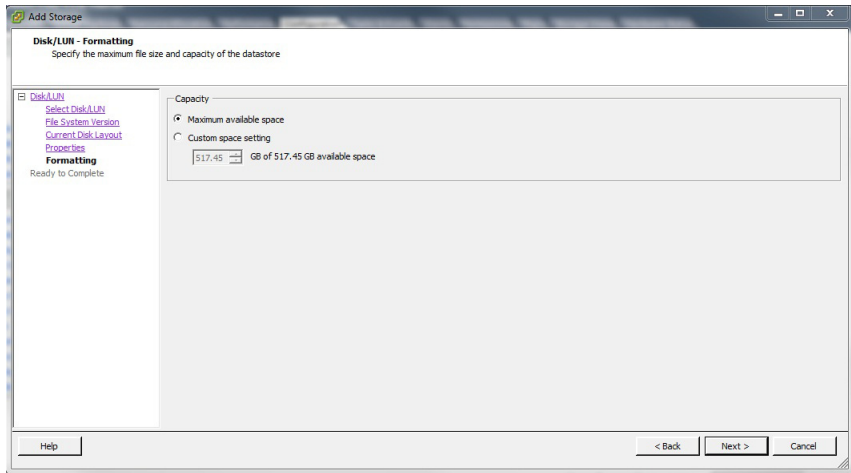 Add Storage
Disk/LUN - Formatting
Specify the maximum file size and capacity of the datastore
Disk/LUN
Select Disk/LUN
File System Version
Current Disk Layout
Properties
Formatting
Ready to Complete
Capacity
Maximum available space
Custom space setting
517.45 GB of 517.45 GB available space
Help
< Back Next > Cancel